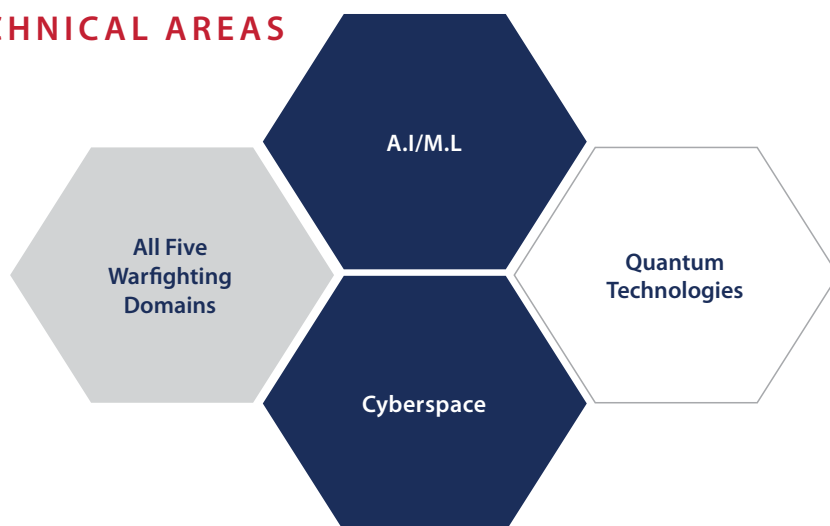 CHNICAL AREAS
A.I/M.L
All Five
Warfighting
Domains
Quantum
Technologies
Cyberspace